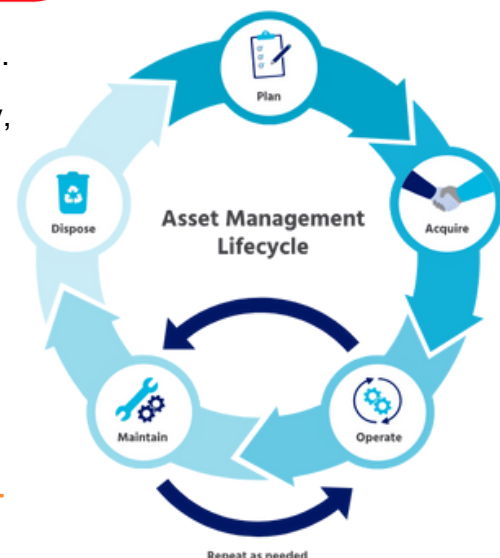 .
,
Plan
Asset Management
Lifecycle
Dispose
Acquire
Maintain
Operate
Repeat as needed